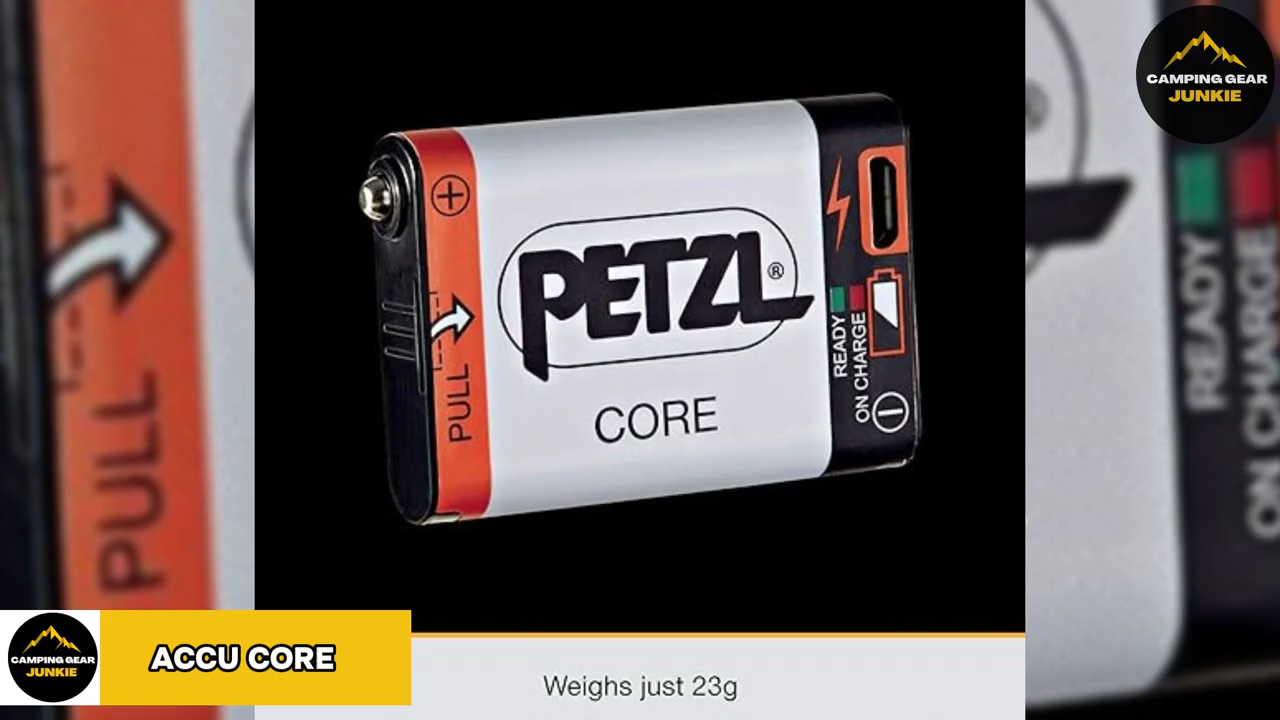 CAMPING GEAR
JUNKIE
PETZL®
CORE
PULL
READY
ON CHARGE
PULL
READY
ON CHARGE
CAMPING GEAR
JUNKIE
ACCU CORE
Weighs just 23g